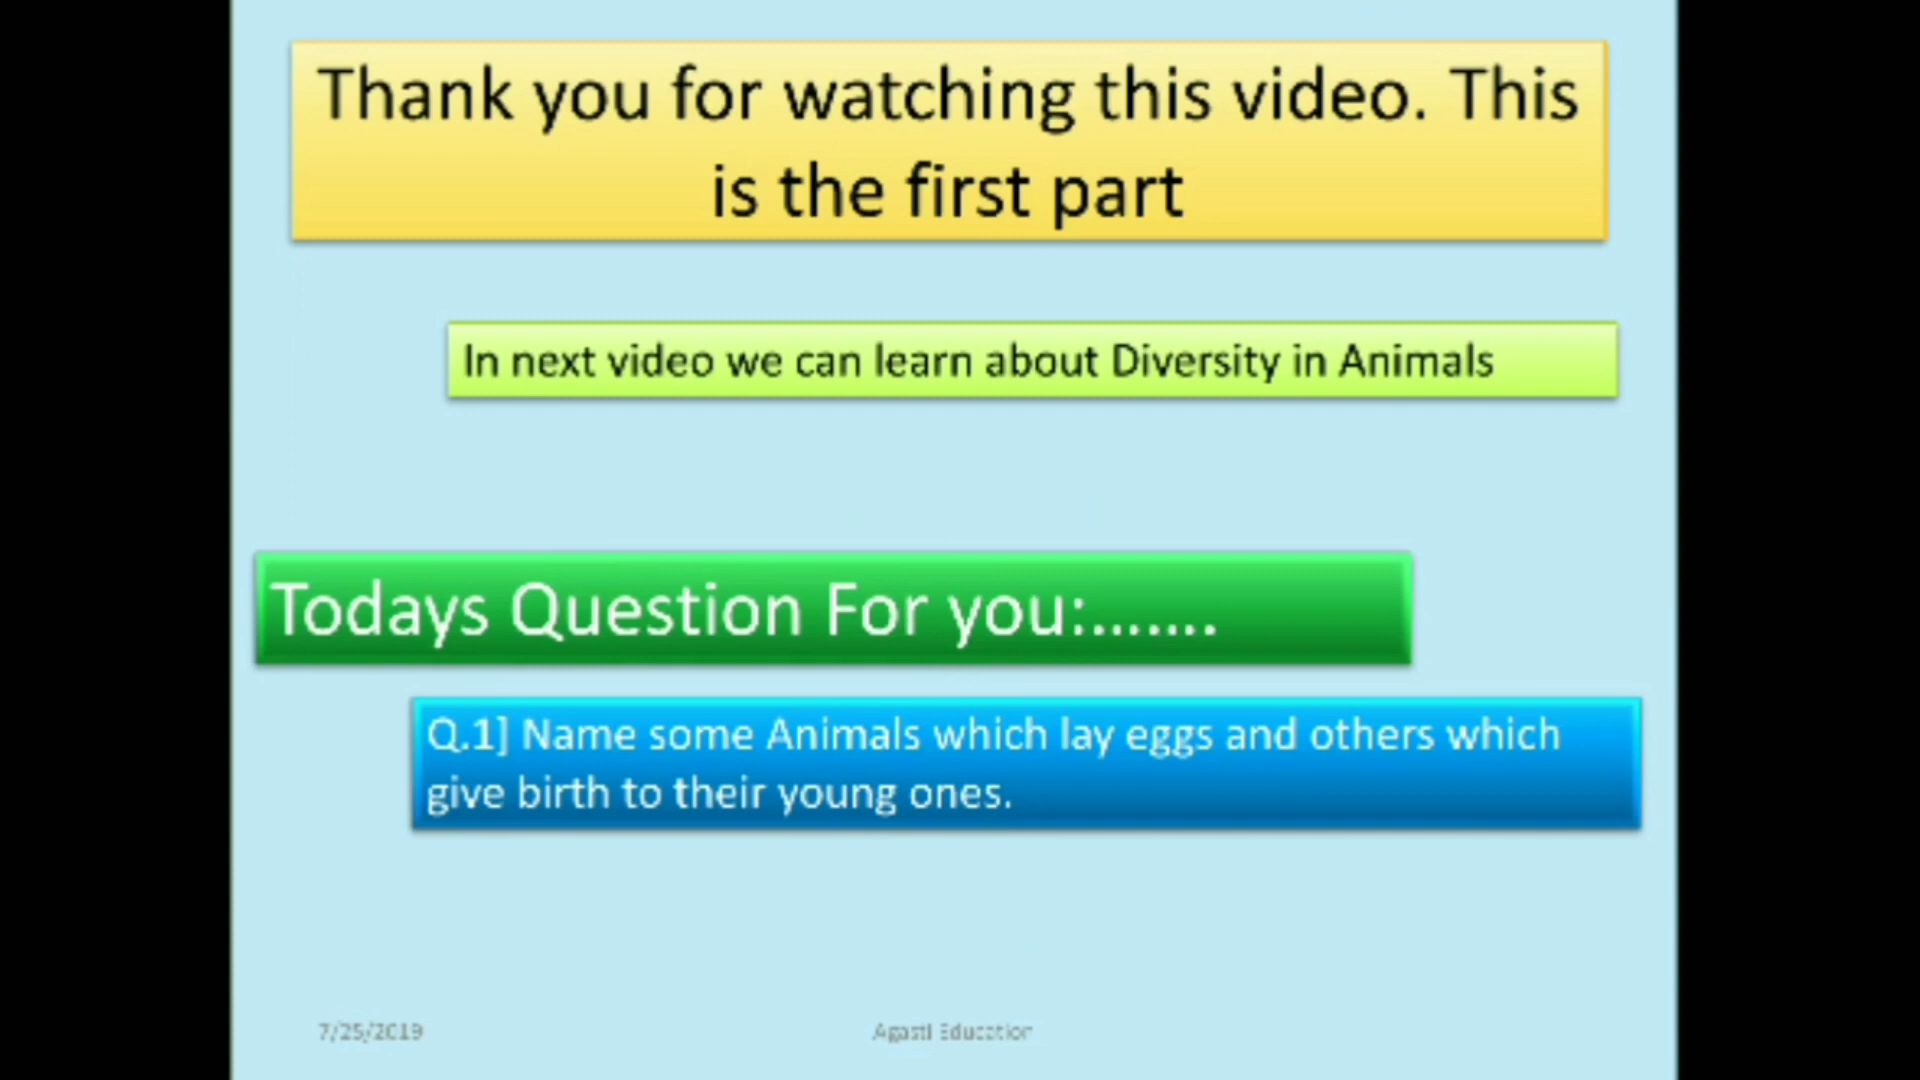 Thank you for watching this video. This
is the first part
In next video we can learn about Diversity in Animals
Todays Question For you:.......
Q.1] Name some Animals which lay eggs and others which
give birth to their young ones.
7/25/2019
Agasti Education